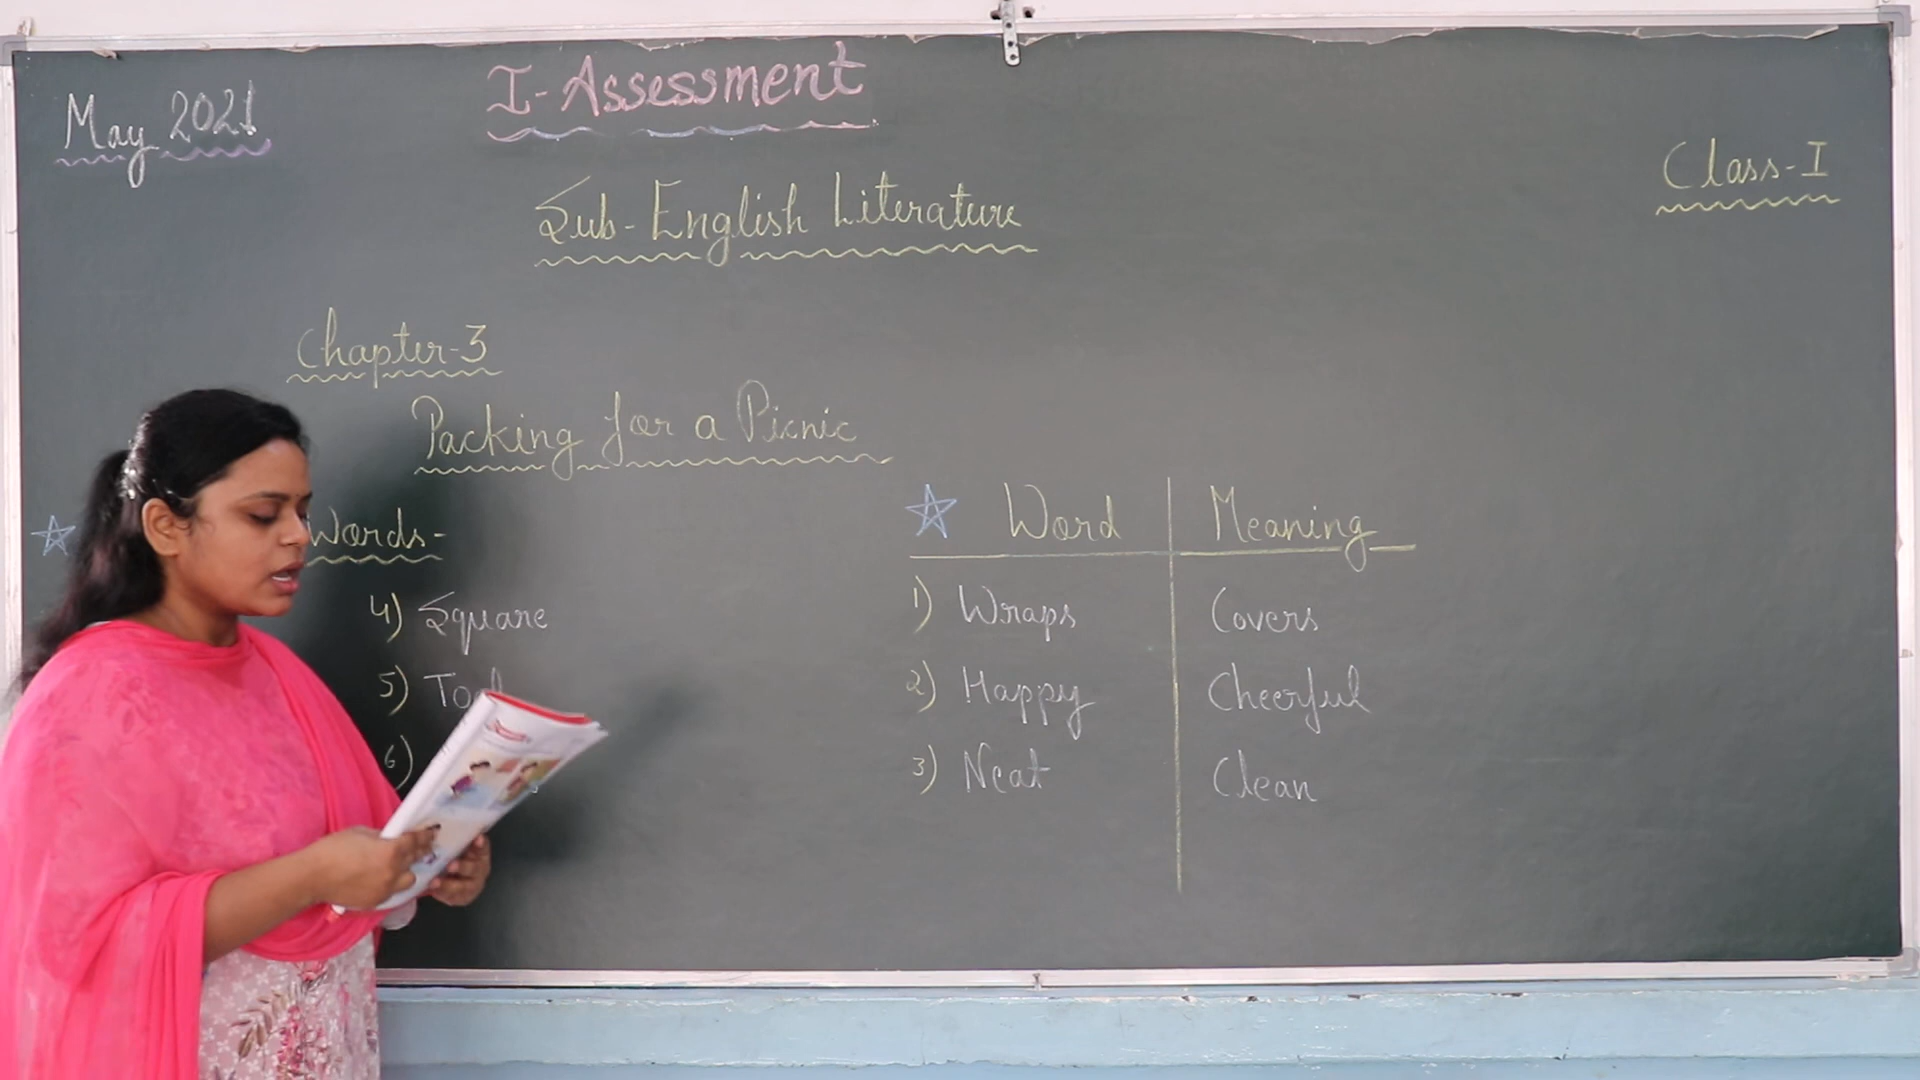 May 2021
I-Assessment
Class-I
Sub-English Literature
Chapter-3
Packing for a Picnic
Words-
4) Square
5)
6)
Word Meaning
1) Wraps Covers
2) Happy Cheerful
3) Neat Clean